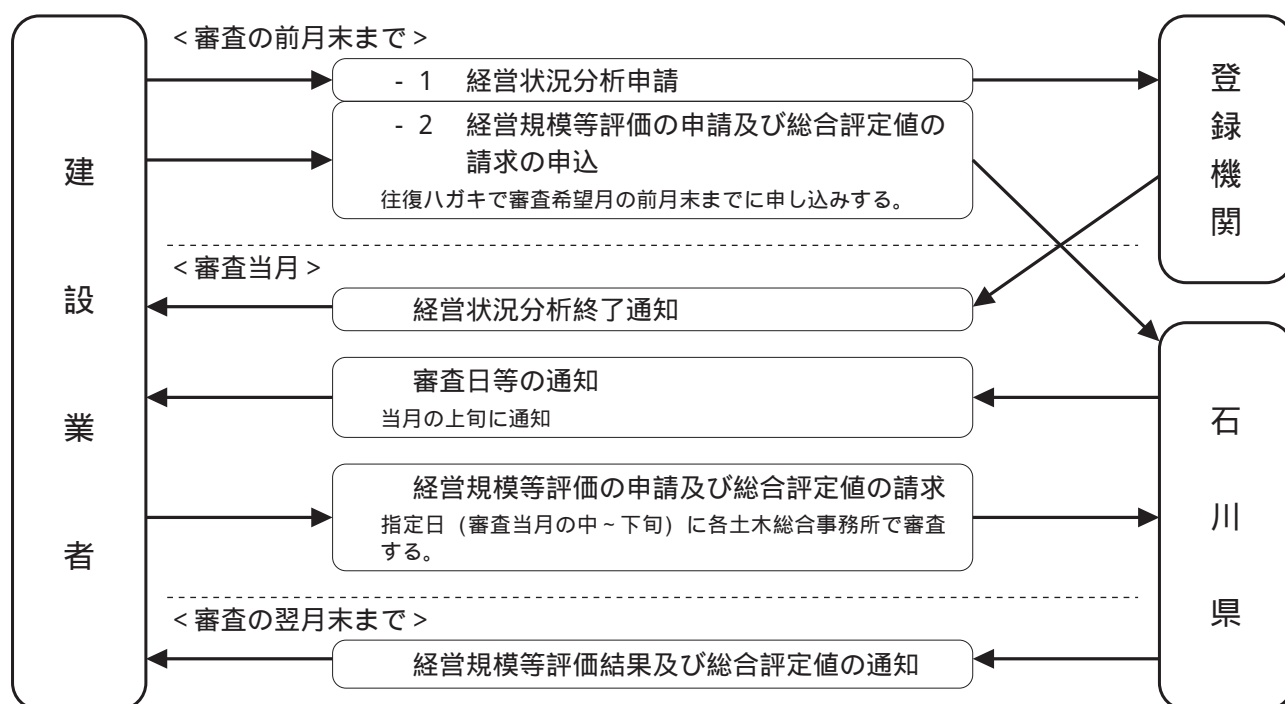 建設業者
<審査の前月末まで>
- 1 経営状況分析申請
- 2 経営規模等評価の申請及び総合評定値の
請求の申込
往復ハガキで審査希望月の前月末までに申し込みする。
登録機関
<審査当月>
経営状況分析終了通知
審査日等の通知
当月の上旬に通知
経営規模等評価の申請及び総合評定値の請求
指定日(審査当月の中~下旬)に各土木総合事務所で審査
する。
石川県
<審査の翌月末まで>
経営規模等評価結果及び総合評定値の通知